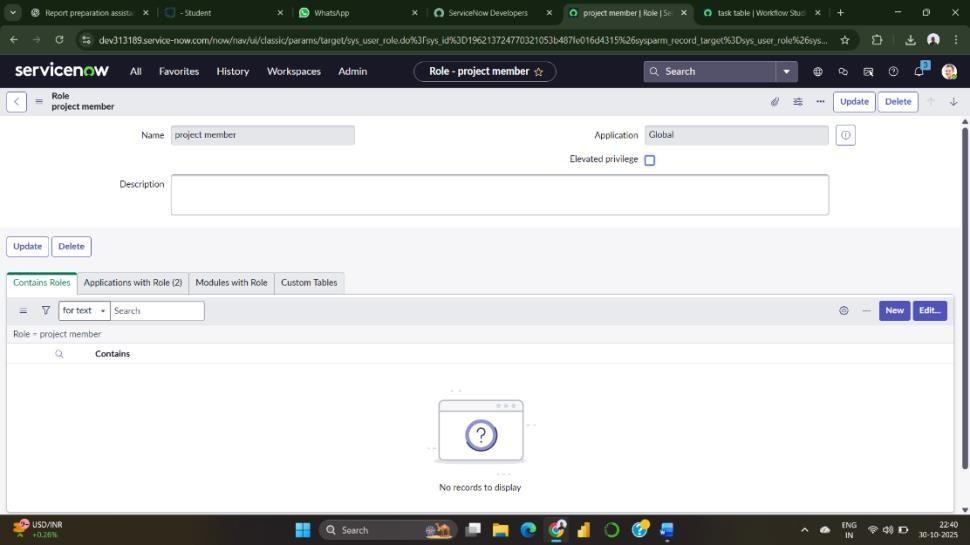 Report preparation assista
- Student
WhatsApp
ServiceNow Developers
project member | Role | Se
task table | Workflow Stud
dev313189.service-now.com/now/nav/ui/classic/params/target/sys_user_role.do%3Fsys_id%3D196213724770321053b487fe016d4315%26sysparm_record_target%3Dsys_user_role%26sys...
servicenow
All
Favorites
History
Workspaces
Admin
Role - project member
Search
3
Role
project member
Update
Delete
Name
project member
Application
Global
Elevated privilege
Description
Update
Delete
Contains Roles
Applications with Role (2)
Modules with Role
Custom Tables
for text
Search
New
Edit...
Role = project member
Contains
No records to display
USD/INR
+0.26%
Search
ENG
IN
22:40
30-10-2025